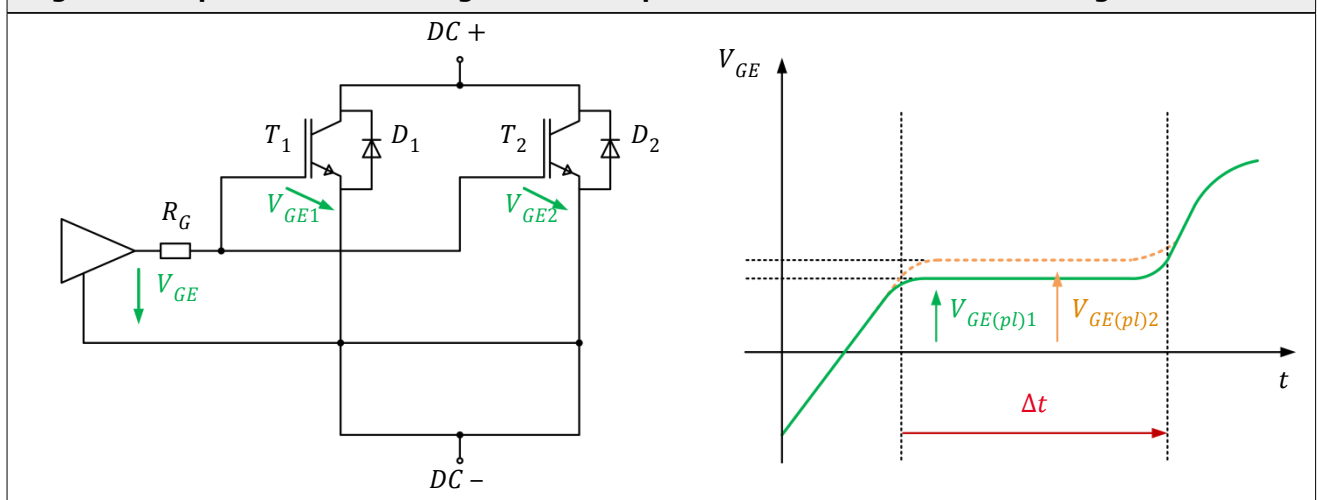 DC +
T1
D1
T2
D2
VGE1
VGE2
RG
VGE
DC −
VGE
VGE(pl)1
VGE(pl)2
t
Δt